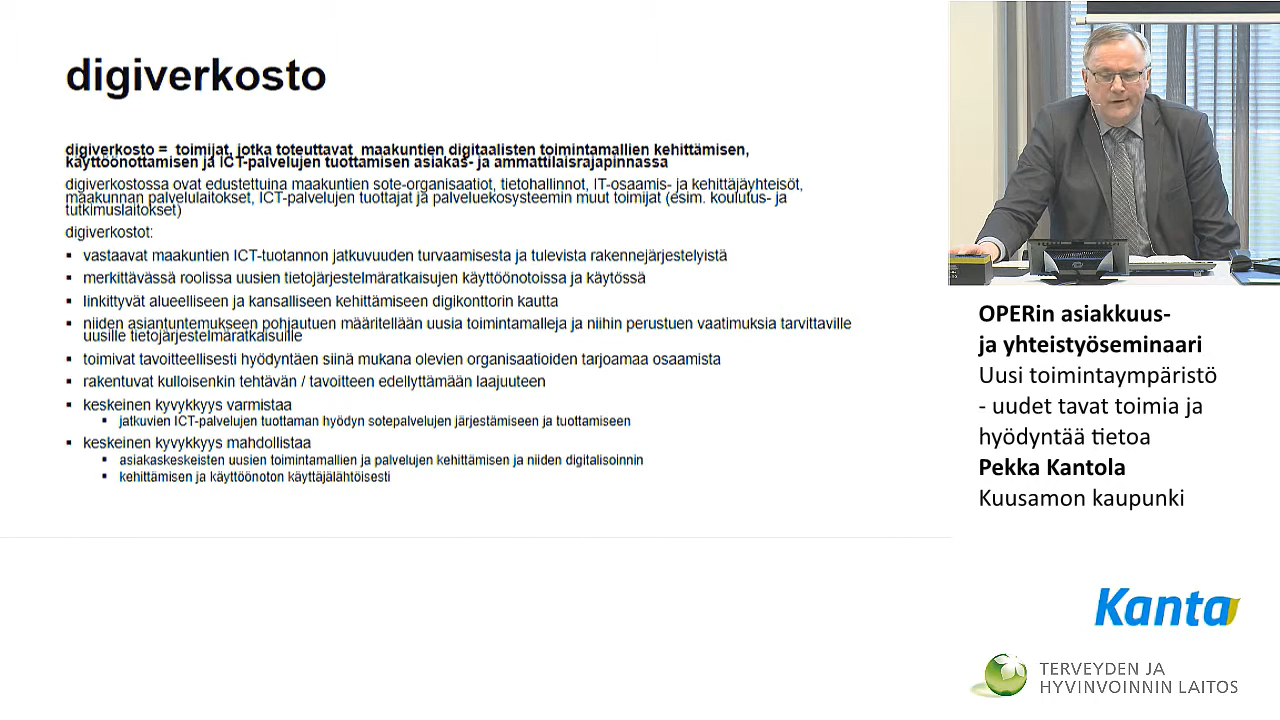 digiverkosto
digiverkosto = toimijat, jotka toteuttavat maakuntien digitaalisten toimintamallien kehittämisen,
käyttöönottamisen ja ICT-palvelujen tuottamisen asiakas- ja ammattilaisrajapinnassa
digiverkostossa ovat edustettuina maakuntien sote-organisaatiot, tietohallinnot, IT-osaamis- ja kehittäjäyhteisöt,
maakunnan palvelulaitokset, ICT-palvelujen tuottajat ja palveluekosysteemin muut toimijat (esim. koulutus- ja
tutkimuslaitokset)
digiverkostot:
▪ vastaavat maakuntien ICT-tuotannon jatkuvuuden turvaamisesta ja tulevista rakennejärjestelyistä
▪ merkittävässä roolissa uusien tietojärjestelmäratkaisujen käyttöönotoissa ja käytössä
▪ linkittyvät alueelliseen ja kansalliseen kehittämiseen digikonttorin kautta
▪ niiden asiantuntemukseen pohjautuen määritellään uusia toimintamalleja ja niihin perustuen vaatimuksia tarvittaville
uusille tietojärjestelmäratkaisuille
▪ toimivat tavoitteellisesti hyödyntäen siinä mukana olevien organisaatioiden tarjoamaa osaamista
▪ rakentuvat kulloisenkin tehtävän / tavoitteen edellyttämään laajuuteen
▪ keskeinen kyvykkyys varmistaa
▪ jatkuvien ICT-palvelujen tuottaman hyödyn sotepalvelujen järjestämiseen ja tuottamiseen
▪ keskeinen kyvykkyys mahdollistaa
▪ asiakaskeskeisten uusien toimintamallien ja palvelujen kehittämisen ja niiden digitalisoinnin
▪ kehittämisen ja käyttöönoton käyttäjälähtöisesti
OPERin asiakkuus-
ja yhteistyöseminaari
Uusi toimintaympäristö
- uudet tavat toimia ja
hyödyntää tietoa
Pekka Kantola
Kuusamon kaupunki
Kanta
TERVEYDEN JA
HYVINVOINNIN LAITOS